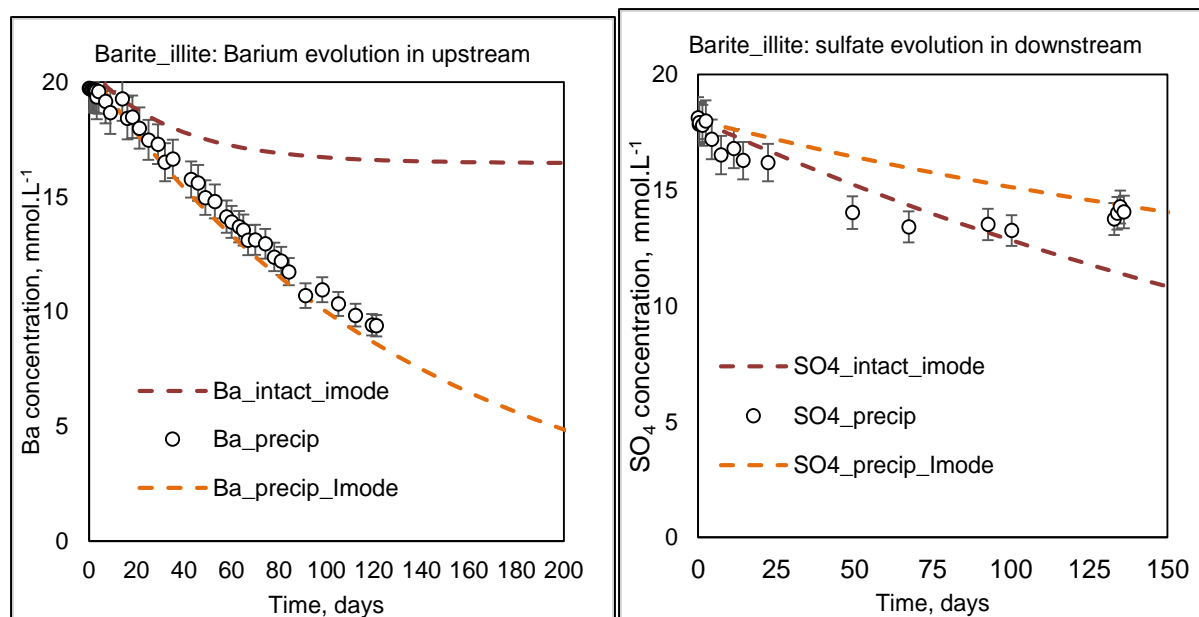 Barite_illite: Barium evolution in upstream
Ba concentration, mmol.L-1
20
15
10
5
0
Ba_intact_imode
Ba_precip
Ba_precip_Imode
0 20 40 60 80 100 120 140 160 180 200
Time, days
Barite_illite: sulfate evolution in downstream
SO4 concentration, mmol.L-1
20
15
10
5
0
SO4_intact_imode
SO4_precip
SO4_precip_Imode
0 25 50 75 100 125 150
Time, days